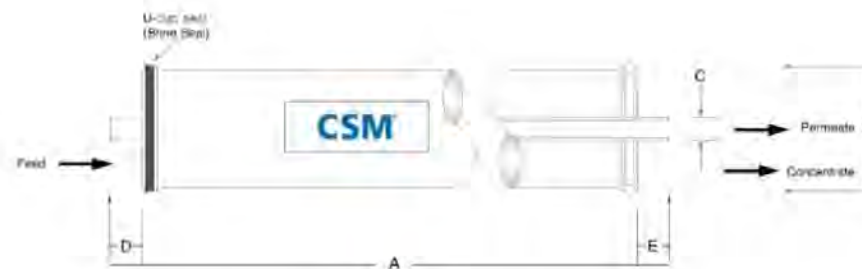 U-cup seal
(Brine Seal)
CSM
C
Permeate
Feed
Concentrate
D
E
A